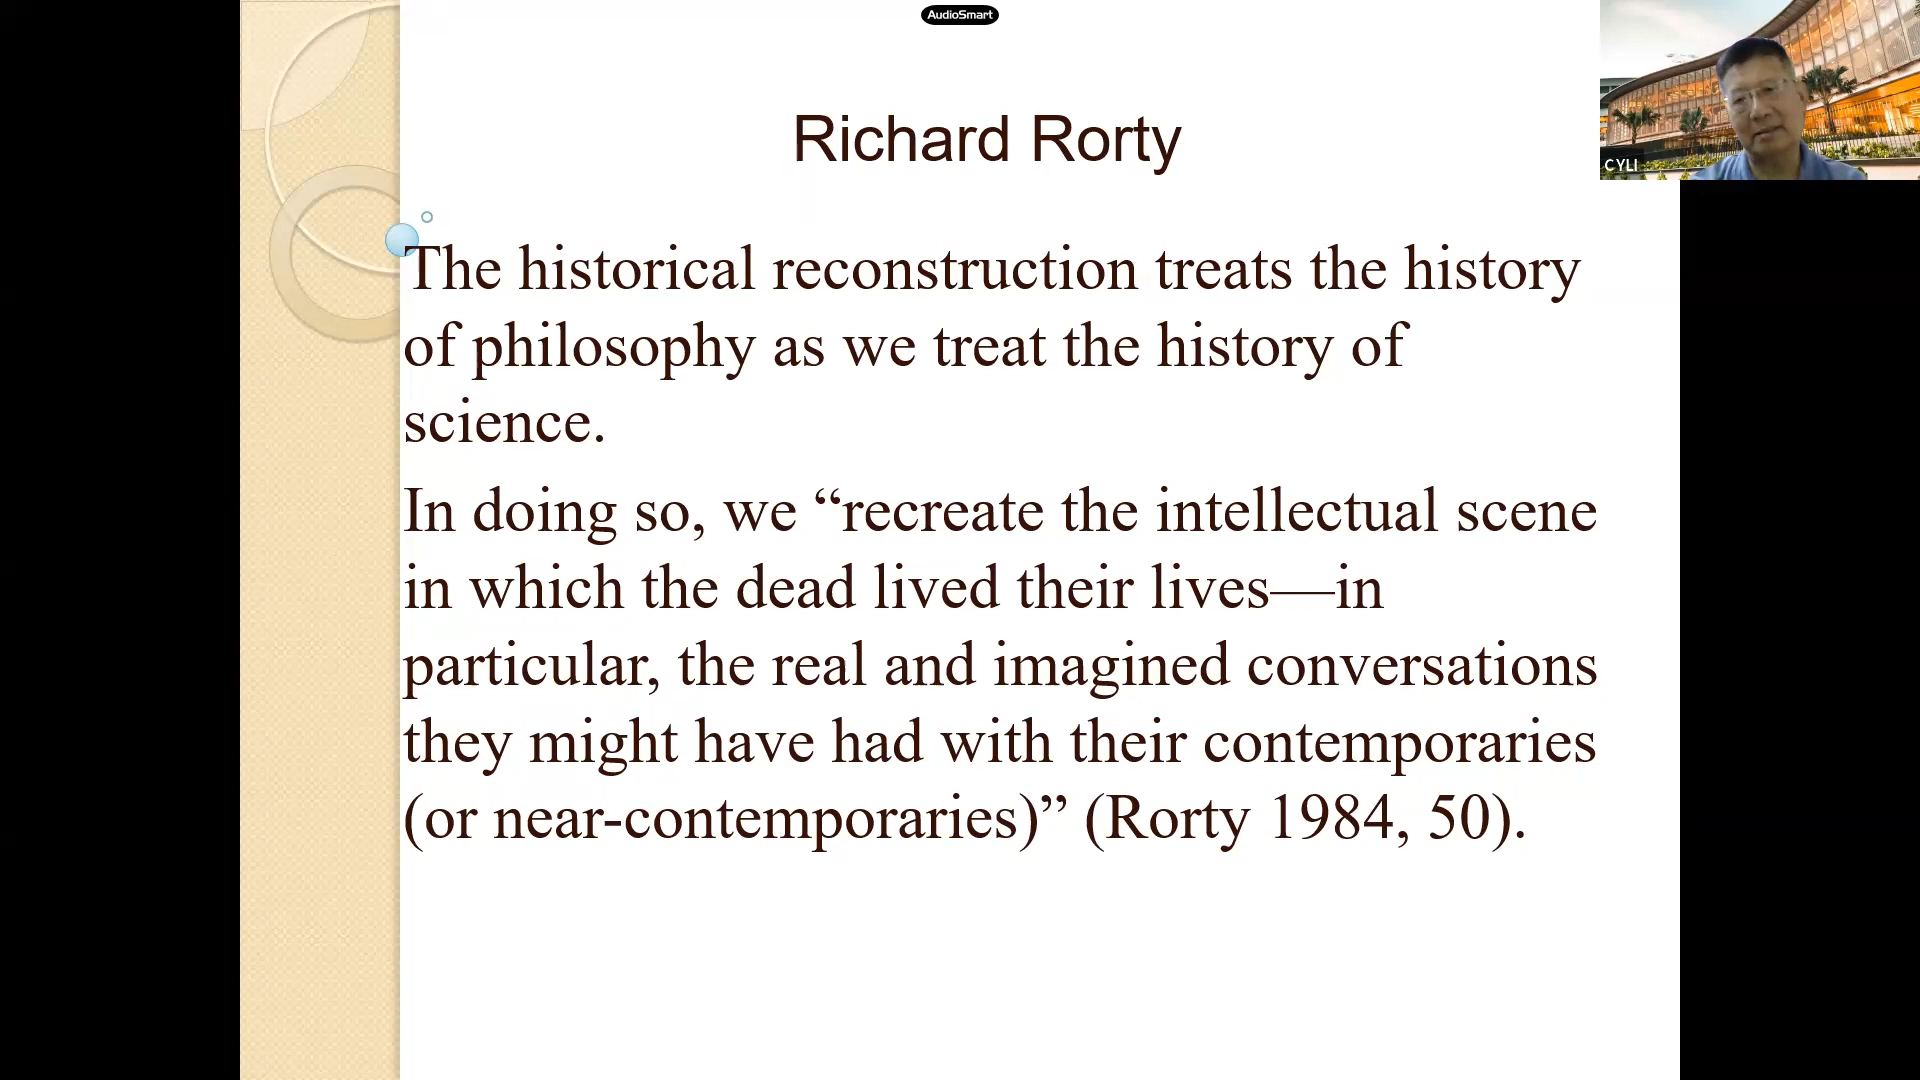 AudioSmart
Richard Rorty
CYLI
The historical reconstruction treats the history
of philosophy as we treat the history of
science.
In doing so, we “recreate the intellectual scene
in which the dead lived their lives—in
particular, the real and imagined conversations
they might have had with their contemporaries
(or near-contemporaries)” (Rorty 1984, 50).